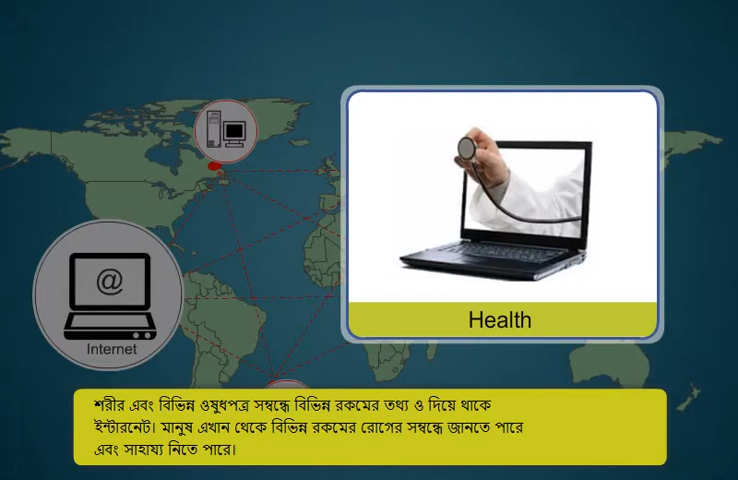 Health
Internet
শরীর এবং বিভিন্ন ওষুধপত্র সম্বন্ধে বিভিন্ন রকমের তথ্য ও দিয়ে থাকে
ইন্টারনেট। মানুষ এখান থেকে বিভিন্ন রকমের রোগের সম্বন্ধে জানতে পারে
এবং সাহায্য নিতে পারে।